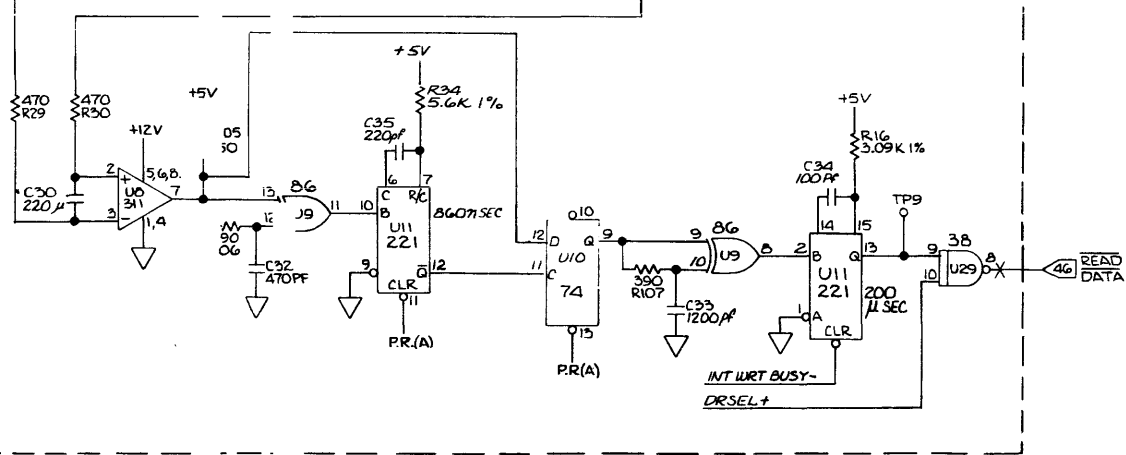 470
R29
470
R30
+12V
2
+
5,6,8.
U8
311
3
-
1,4
7
C30
220 µ
+5V
05
50
13
86
J9
11
90
06
C32
470PF
+5V
R34
5.6K 1%
C35
220pf
6
7
C
R/C
860nSEC
10
B
U11
221
9
Q
12
CLR
11
P.R.(A)
10
12
D
Q
9
U10
11
C
74
13
P.R(A)
390
R107
C33
1200pf
86
9
10
U9
8
+5V
R16
3.09K 1%
C34
100Pf
14
15
TP9
2
B
Q
13
U11
221
200
µSEC
1
A
CLR
INT WRT BUSY-
DRSEL+
38
9
10
U29
8
46
READ
DATA